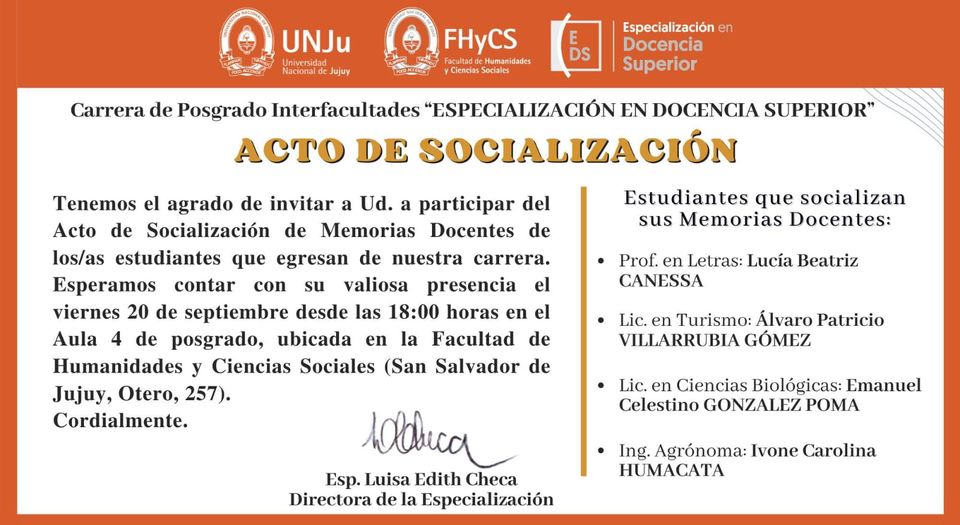 UNJu
Universidad
Nacional de Jujuy
FHyCS
Facultad de Humanidades
y Ciencias Sociales
E
DS
Especialización en
Docencia
Superior
Carrera de Posgrado Interfacultades “ESPECIALIZACIÓN EN DOCENCIA SUPERIOR”
ACTO DE SOCIALIZACIÓN
Tenemos el agrado de invitar a Ud. a participar del
Acto de Socialización de Memorias Docentes de
los/as estudiantes que egresan de nuestra carrera.
Esperamos contar con su valiosa presencia el
viernes 20 de septiembre desde las 18:00 horas en el
Aula 4 de posgrado, ubicada en la Facultad de
Humanidades y Ciencias Sociales (San Salvador de
Jujuy, Otero, 257).
Cordialmente.
Esp. Luisa Edith Checa
Directora de la Especialización
Estudiantes que socializan
sus Memorias Docentes:
• Prof. en Letras: Lucía Beatriz
CANESSA
• Lic. en Turismo: Álvaro Patricio
VILLARRUBIA GÓMEZ
• Lic. en Ciencias Biológicas: Emanuel
Celestino GONZALEZ POMA
• Ing. Agrónoma: Ivone Carolina
HUMACATA